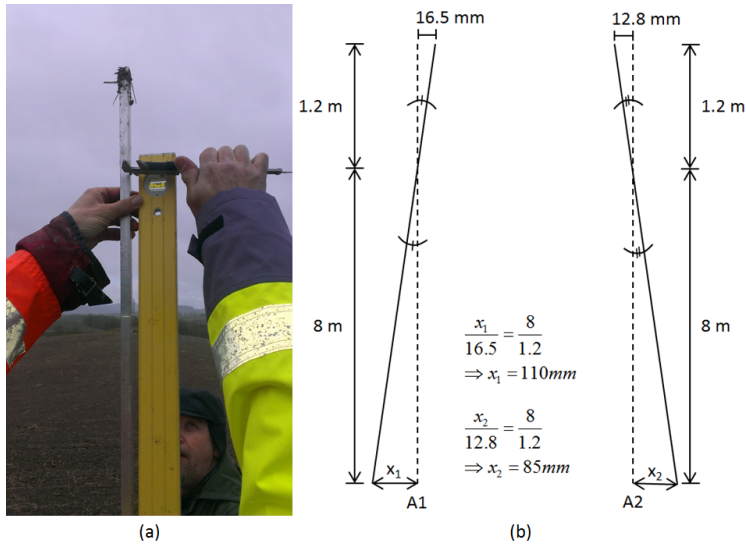 16.5 mm
12.8 mm
1.2 m
1.2 m
8 m
8 m
x₁/16.5 = 8/1.2
⇒ x₁ = 110mm
x₂/12.8 = 8/1.2
⇒ x₂ = 85mm
x₁
x₂
A1
A2
(a)
(b)